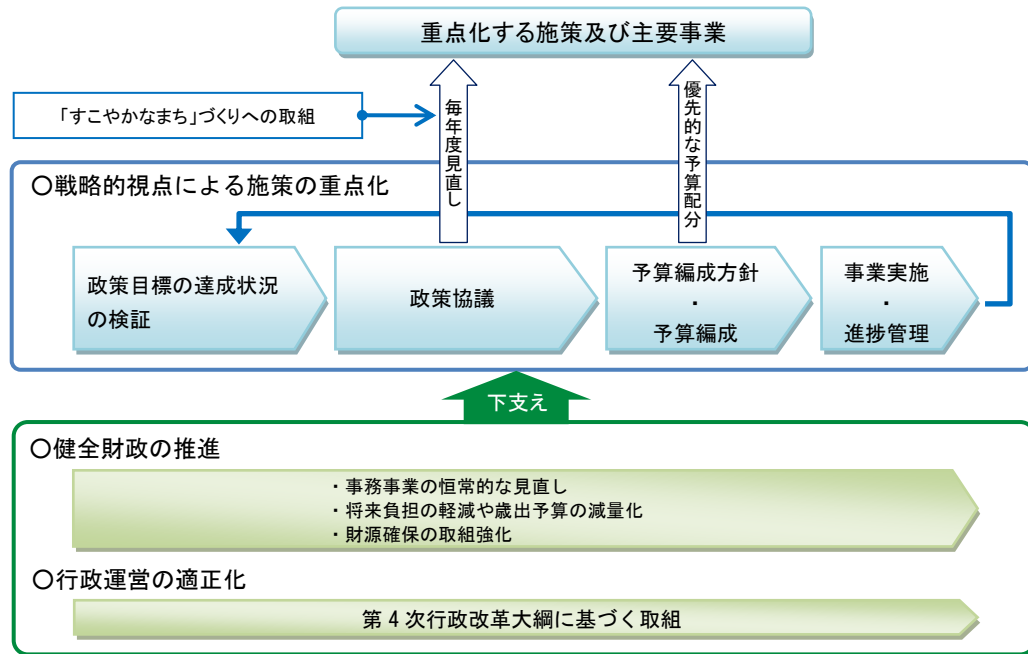 重点化する施策及び主要事業
「すこやかなまち」づくりへの取組
毎年度見直し
優先的な予算配分
〇戦略的視点による施策の重点化
政策目標の達成状況
の検証
政策協議
予算編成方針
・
予算編成
事業実施
・
進捗管理
下支え
〇健全財政の推進
・事務事業の恒常的な見直し
・将来負担の軽減や歳出予算の減量化
・財源確保の取組強化
〇行政運営の適正化
第4次行政改革大綱に基づく取組